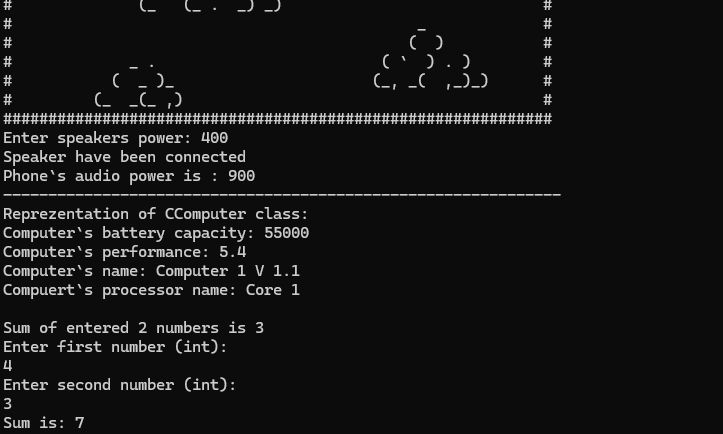 #              (_   (_ .  _) _)                             #
#                                             _             #
#                                            (  )           #
#             _ .                         ( `  ) . )        #
#           (  _ )_                      (_, _(  ,_)_)      #
#         (_  _(_ ,)                                        #
#############################################################
Enter speakers power: 400
Speaker have been connected
Phone`s audio power is : 900
--------------------------------------------------------------
Reprezentation of CComputer class:
Computer`s battery capacity: 55000
Computer`s performance: 5.4
Computer`s name: Computer 1 V 1.1
Compuert`s processor name: Core 1
Sum of entered 2 numbers is 3
Enter first number (int):
4
Enter second number (int):
3
Sum is: 7